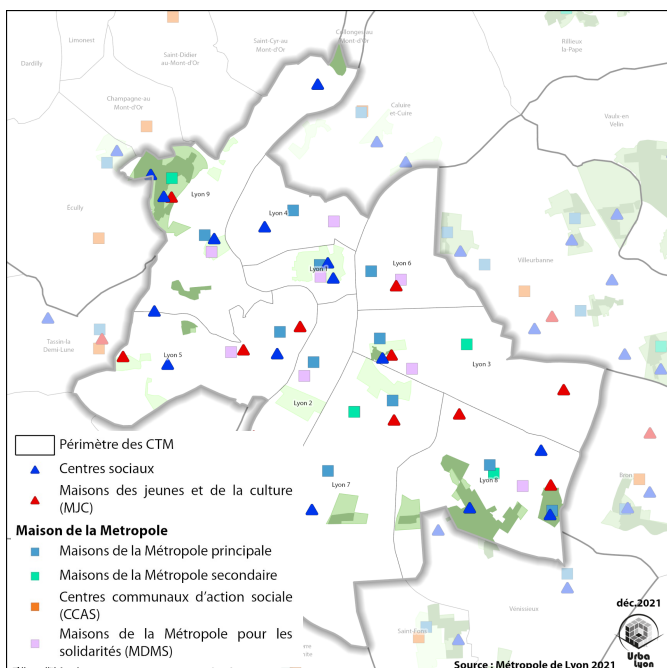 Limonest
Saint-Cyr au
Mont-d'Or
Collonges-au
Mont-d'Or
Rillieux
la-Pape
Dardilly
Saint-Didier
au-Mont-d'Or
Champagne-au
Mont-d'Or
Caluire
et-Cuire
Vaulx-en
Velin
Lyon 9
Ecully
Lyon 4
Villeurbanne
Lyon 1
Lyon 6
Tassin-la
Demi-Lune
Lyon 5
Lyon 3
Lyon 2
Périmètre des CTM
Centres sociaux
Maisons des jeunes et de la culture
(MJC)
Lyon 7
Lyon 8
Bron
Maison de la Metropole
Maisons de la Métropole principale
Maisons de la Métropole secondaire
Centres communaux d'action sociale
(CCAS)
Maisons de la Métropole pour les
solidarités (MDMS)
Vénissieux
Saint-Fons
déc.2021
Urba
Lyon
Source : Métropole de Lyon 2021